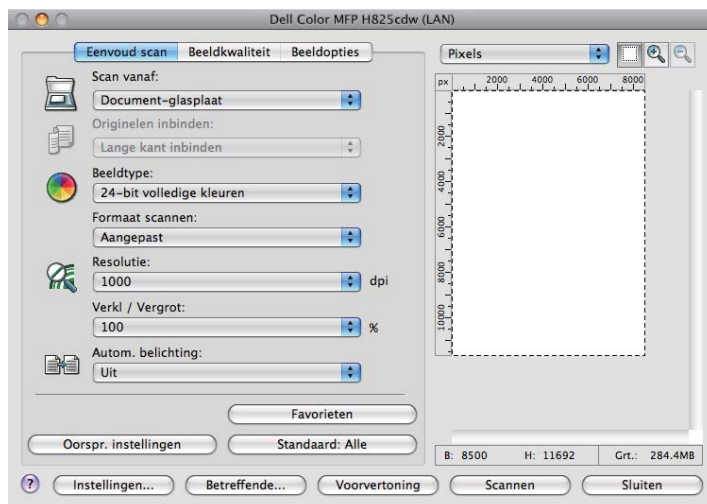 Dell Color MFP H825cdw (LAN)
Eenvoud scan Beeldkwaliteit Beeldopties
Scan vanaf:
Document-glasplaat
Originelen inbinden:
Lange kant inbinden
Beeldtype:
24-bit volledige kleuren
Formaat scannen:
Aangepast
Resolutie:
1000 dpi
Verkl / Vergrot:
100 %
Autom. belichting:
Uit
Favorieten
Oorspr. instellingen Standaard: Alle
Pixels
px 2000 4000 6000 8000
2000
4000
6000
8000
10000
B: 8500 H: 11692 Grt.: 284.4MB
? Instellingen... Betreffende... Voorvertoning Scannen Sluiten